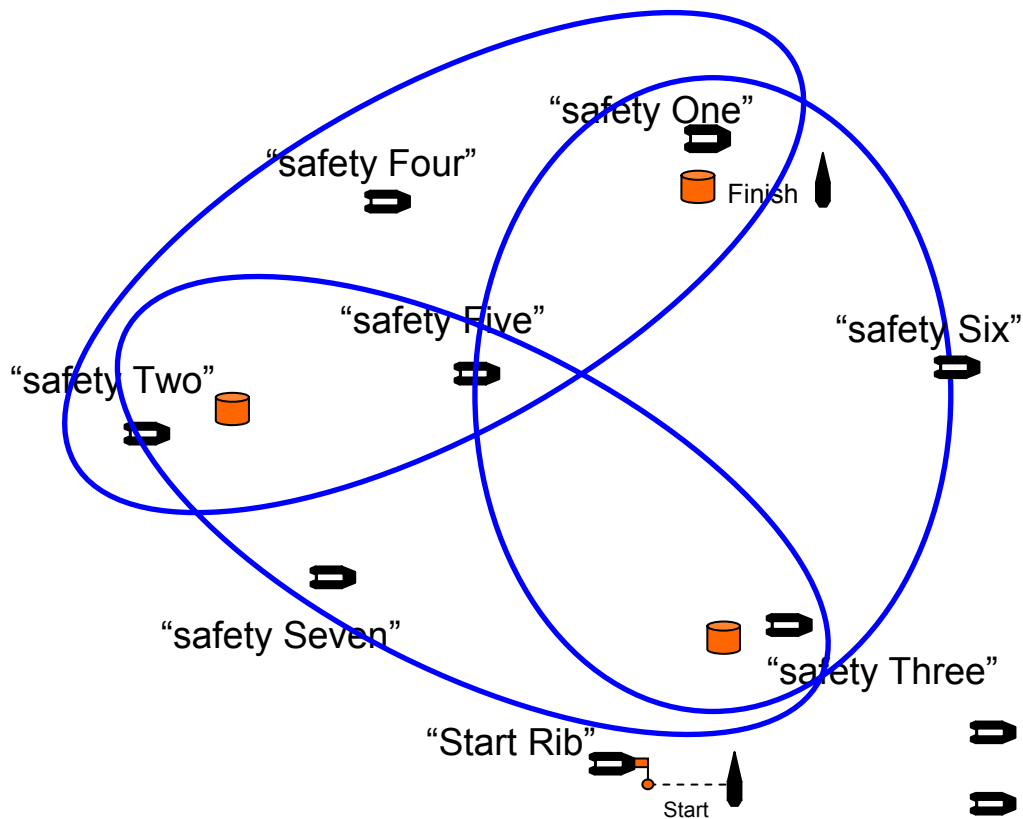 “safety One”
“safety Four”
Finish
“safety Five”
“safety Six”
“safety Two”
“safety Seven”
“safety Three”
“Start Rib”
Start